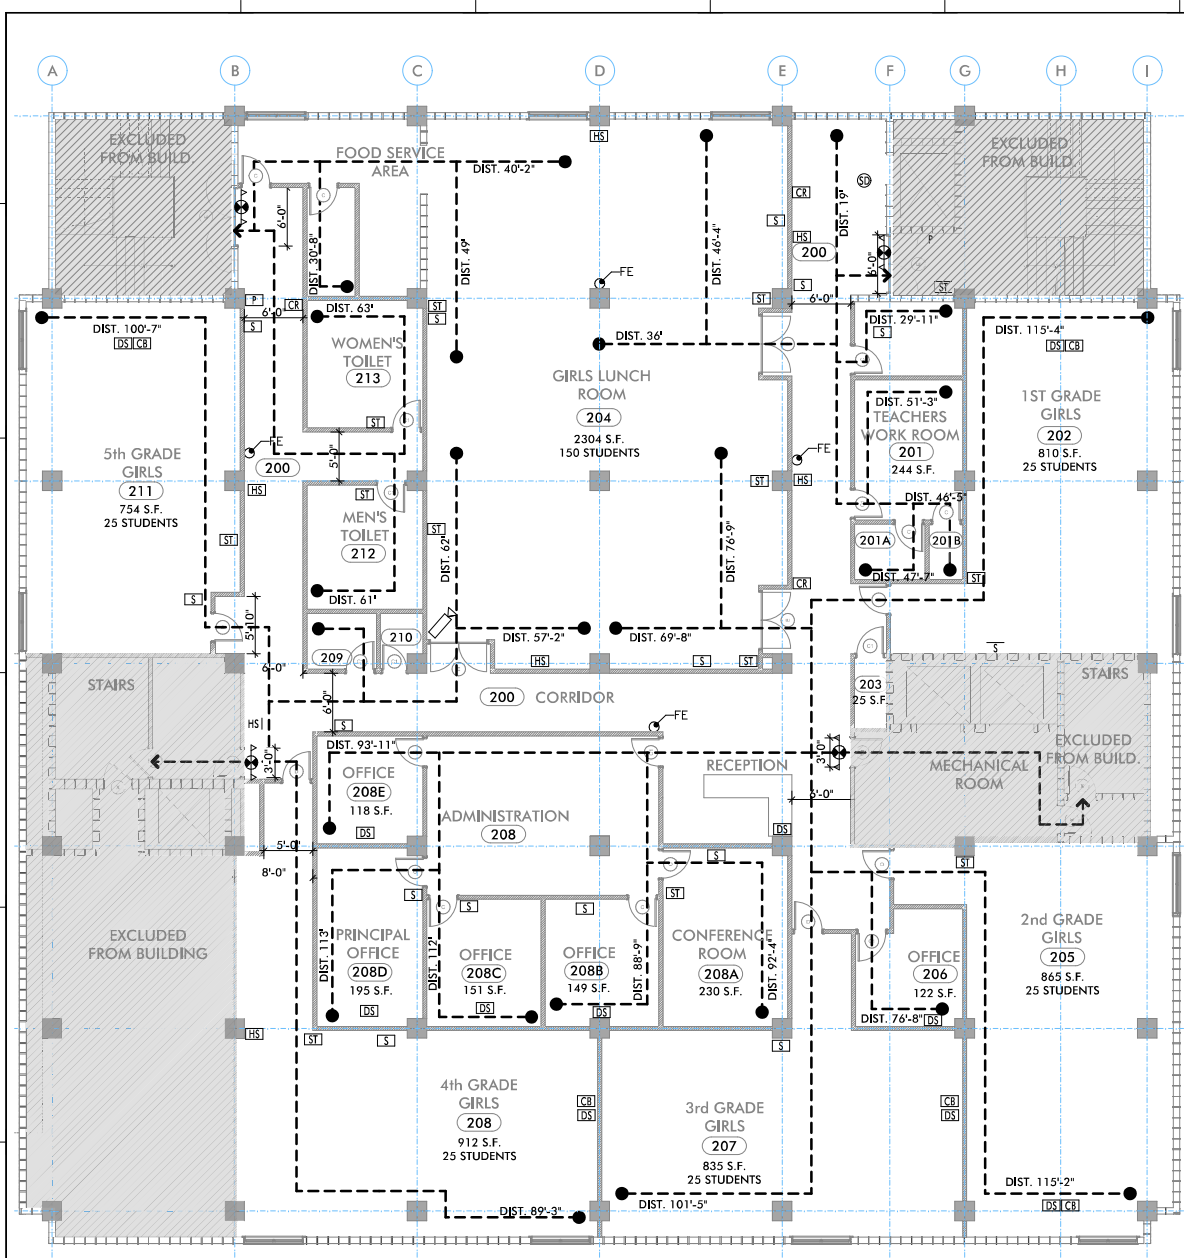 A
B
C
D
E
F
G
H
I
EXCLUDED
FROM BUILD.
FOOD SERVICE
AREA
DIST. 40'-2"
HS
EXCLUDED
FROM BUILD.
CR
SD
DIST. 19'
S
HS
200
P
6'-0"
DIST. 30'-8"
DIST. 49'
DIST. 46'-4"
6'-0"
FE
S
ST
P
CR
6'-0"
S
ST
S
ST
6'-0"
DIST. 100'-7"
DS CB
DIST. 63'
WOMEN'S
TOILET
213
ST
DIST. 36'
GIRLS LUNCH
ROOM
204
2304 S.F.
150 STUDENTS
DIST. 29'-11"
S
DIST. 115'-4"
DS CB
DIST. 51'-3"
TEACHERS
WORK ROOM
201
244 S.F.
1ST GRADE
GIRLS
202
810 S.F.
25 STUDENTS
5th GRADE
GIRLS
211
754 S.F.
25 STUDENTS
FE
200
HS
5'-0"
ST
FE
ST
HS
MEN'S
TOILET
212
ST
DIST. 62'
DIST. 76'-9"
DIST. 46'-5"
201A
201B
ST
DIST. 47'-7"
ST
CR
S
DIST. 61'
5'-10"
209
210
DIST. 57'-2"
DIST. 69'-8"
HS
S
ST
S
6'-0"
STAIRS
200
CORRIDOR
203
25 S.F.
STAIRS
6'-0"
HS
S
FE
3'-0"
DIST. 93'-11"
OFFICE
208E
118 S.F.
DS
ADMINISTRATION
208
RECEPTION
DS
3'-0"
6'-0"
MECHANICAL
ROOM
EXCLUDED
FROM BUILD.
5'-0"
8'-0"
S
S
S
S
ST
ST
EXCLUDED
FROM BUILDING
PRINCIPAL
OFFICE
208D
195 S.F.
DS
DIST. 113'
DIST. 112'
OFFICE
208C
151 S.F.
DS
OFFICE
208B
149 S.F.
DS
DIST. 88'-9"
CONFERENCE
ROOM
208A
230 S.F.
DIST. 92'-4"
OFFICE
206
122 S.F.
DIST. 76'-8"
DS
2nd GRADE
GIRLS
205
865 S.F.
25 STUDENTS
HS
ST
S
S
4th GRADE
GIRLS
208
912 S.F.
25 STUDENTS
CB
DS
3rd GRADE
GIRLS
207
835 S.F.
25 STUDENTS
CB
DS
DIST. 89'-3"
DIST. 101'-5"
DIST. 115'-2"
DS CB